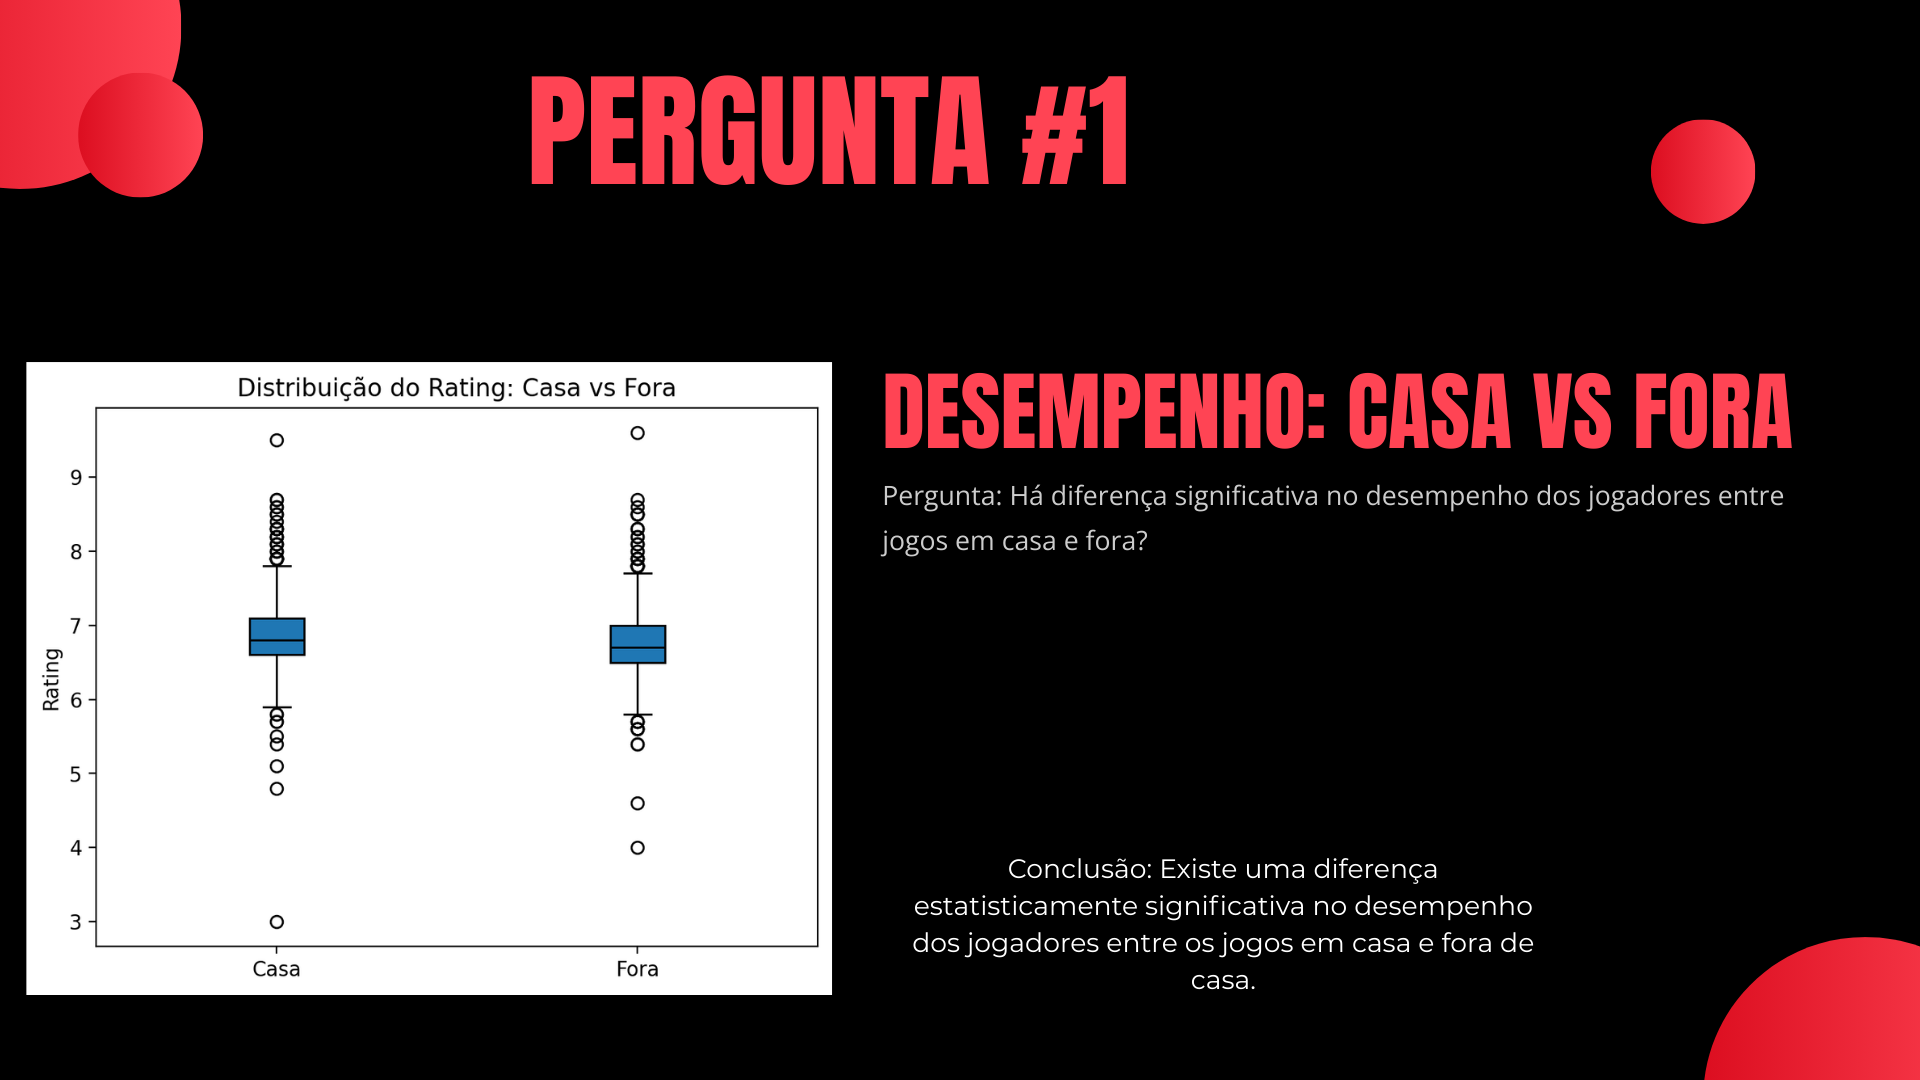 PERGUNTA #1
Distribuição do Rating: Casa vs Fora
9
8
7
6
5
4
3
Rating
Casa
Fora
DESEMPENHO: CASA VS FORA
Pergunta: Há diferença significativa no desempenho dos jogadores entre
jogos em casa e fora?
Conclusão: Existe uma diferença
estatisticamente significativa no desempenho
dos jogadores entre os jogos em casa e fora de
casa.